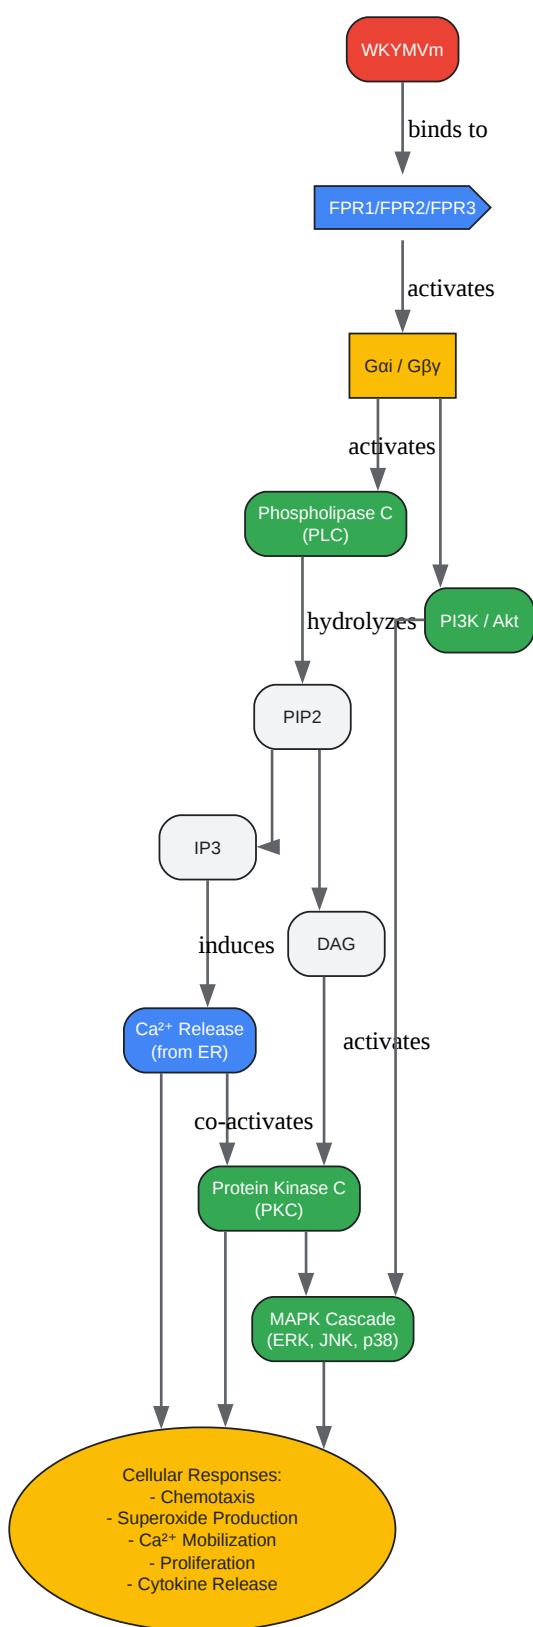 WKYMVm
binds to
FPR1/FPR2/FPR3
activates
Gαi / Gβγ
activates
Phospholipase C
(PLC)
hydrolyzes
PI3K / Akt
PIP2
IP3
DAG
induces
Ca²⁺ Release
(from ER)
activates
co-activates
Protein Kinase C
(PKC)
MAPK Cascade
(ERK, JNK, p38)
Cellular Responses:
- Chemotaxis
- Superoxide Production
- Ca²⁺ Mobilization
- Proliferation
- Cytokine Release